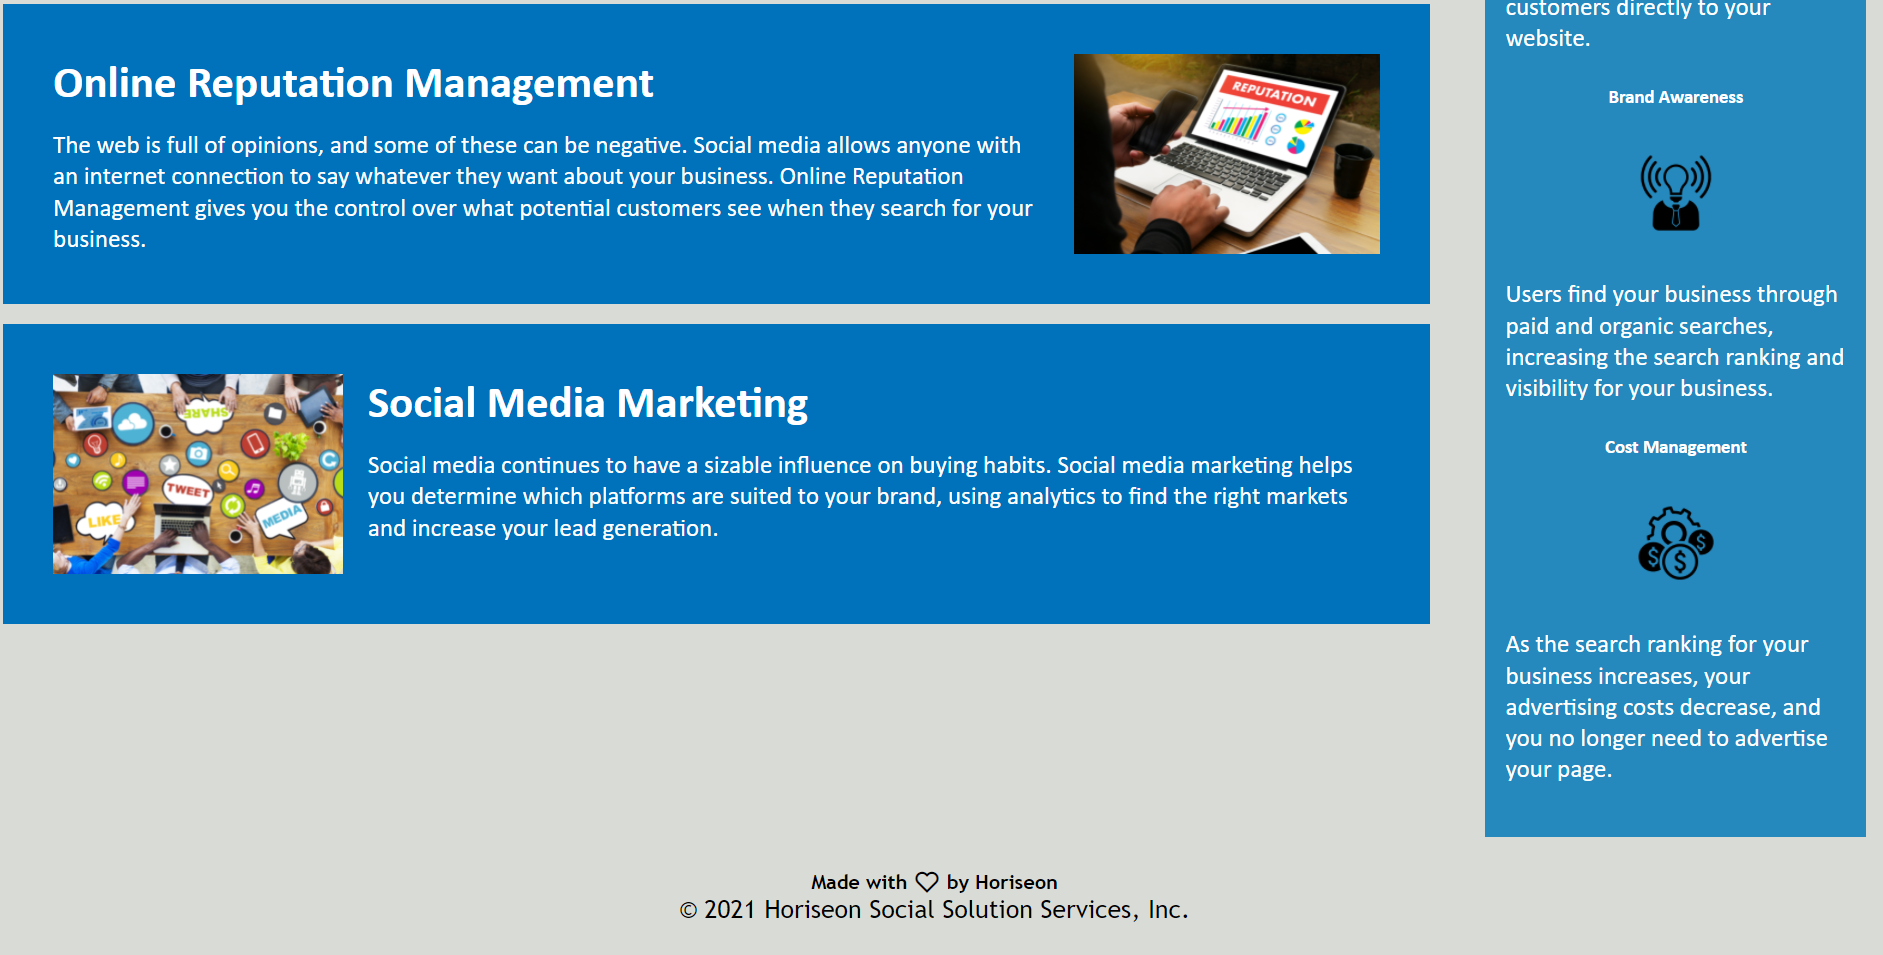 Online Reputation Management
The web is full of opinions, and some of these can be negative. Social media allows anyone with
an internet connection to say whatever they want about your business. Online Reputation
Management gives you the control over what potential customers see when they search for your
business.
REPUTATION
Social Media Marketing
Social media continues to have a sizable influence on buying habits. Social media marketing helps
you determine which platforms are suited to your brand, using analytics to find the right markets
and increase your lead generation.
SHARE
TWEET
LIKE
MEDIA
customers directly to your
website.
Brand Awareness
Users find your business through
paid and organic searches,
increasing the search ranking and
visibility for your business.
Cost Management
$ $ $
As the search ranking for your
business increases, your
advertising costs decrease, and
you no longer need to advertise
your page.
Made with ♡ by Horiseon
© 2021 Horiseon Social Solution Services, Inc.